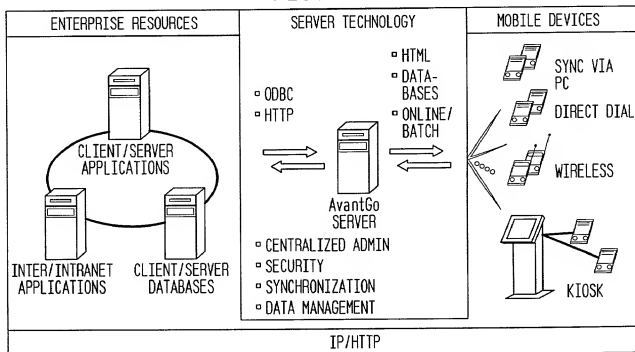 ENTERPRISE RESOURCES
CLIENT/SERVER
APPLICATIONS
INTER/INTRANET
APPLICATIONS
CLIENT/SERVER
DATABASES
SERVER TECHNOLOGY
▫ ODBC
▫ HTTP
▫ HTML
▫ DATA-
BASES
▫ ONLINE/
BATCH
AvantGo
SERVER
▫ CENTRALIZED ADMIN
▫ SECURITY
▫ SYNCHRONIZATION
▫ DATA MANAGEMENT
MOBILE DEVICES
SYNC VIA
PC
DIRECT DIAL
WIRELESS
KIOSK
IP/HTTP